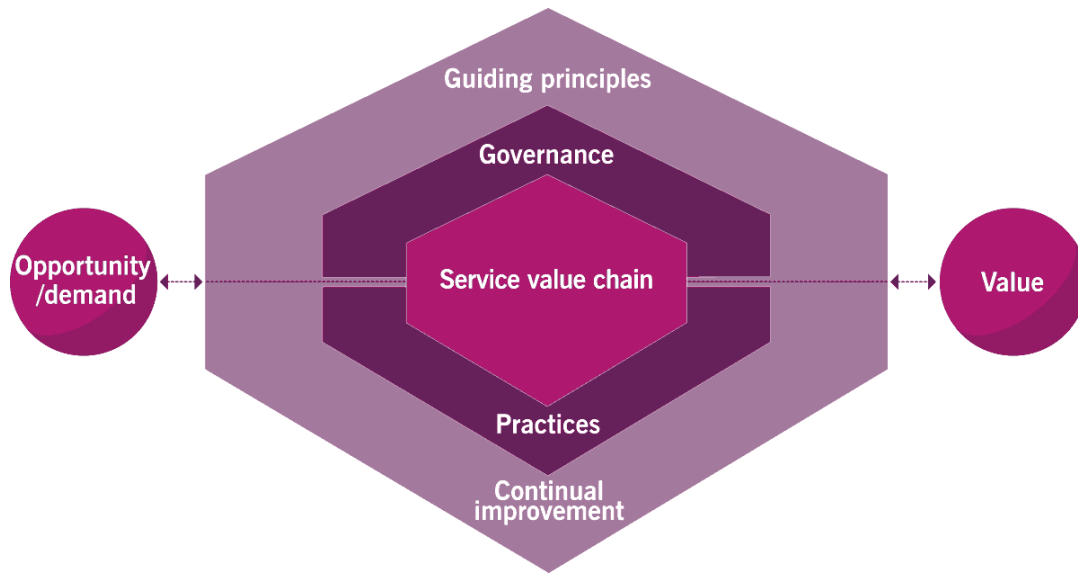 Guiding principles
Governance
Opportunity
/demand
Service value chain
Value
Practices
Continual
improvement